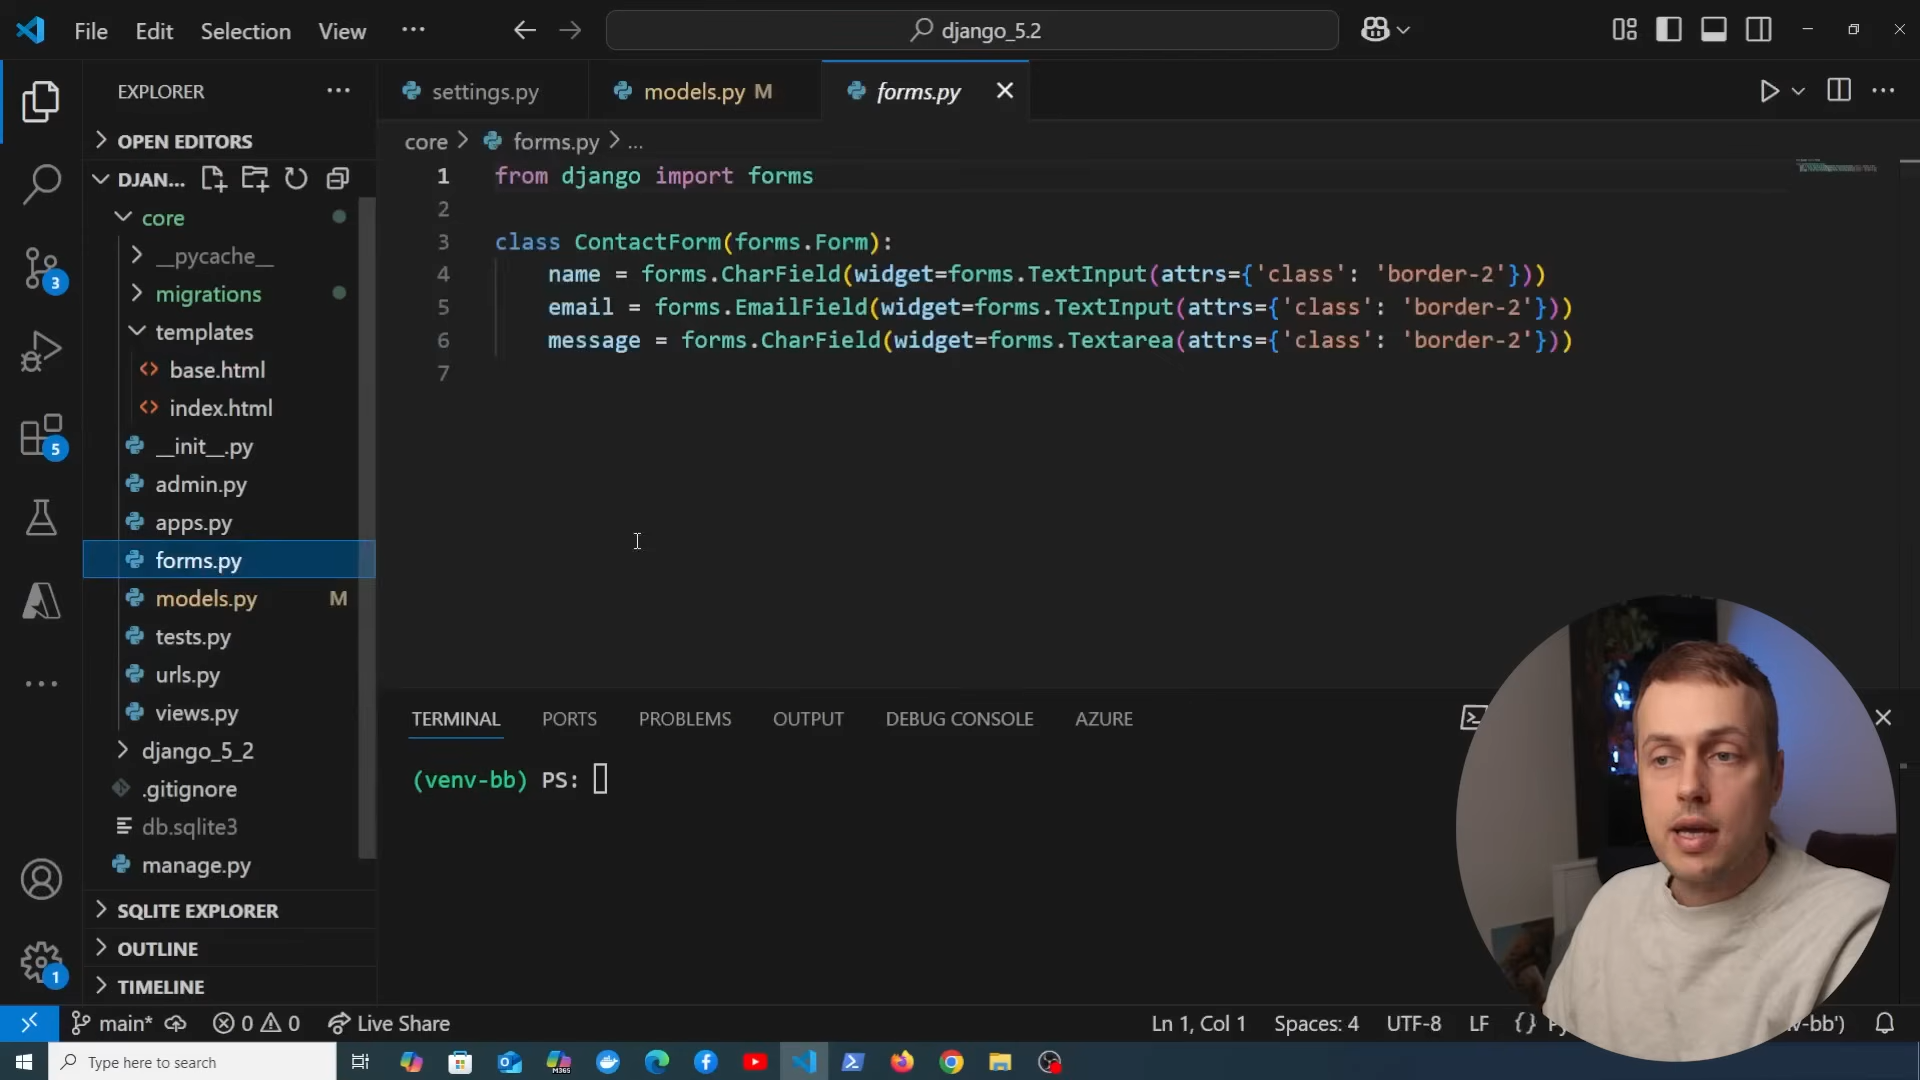 File Edit Selection View ···
django_5.2
EXPLORER ···
OPEN EDITORS
DJAN...
core
__pycache__
migrations
templates
base.html
index.html
__init__.py
admin.py
apps.py
forms.py
models.py M
tests.py
urls.py
views.py
django_5_2
.gitignore
db.sqlite3
manage.py
SQLITE EXPLORER
OUTLINE
TIMELINE
3
5
1
settings.py
models.py M
forms.py
core > forms.py > ...
1 from django import forms
2
3 class ContactForm(forms.Form):
4 name = forms.CharField(widget=forms.TextInput(attrs={'class': 'border-2'}))
5 email = forms.EmailField(widget=forms.TextInput(attrs={'class': 'border-2'}))
6 message = forms.CharField(widget=forms.Textarea(attrs={'class': 'border-2'}))
7
TERMINAL PORTS PROBLEMS OUTPUT DEBUG CONSOLE AZURE
(venv-bb) PS:
main* 0 0 Live Share
Ln 1, Col 1 Spaces: 4 UTF-8 LF {} v-bb')
Type here to search
M365